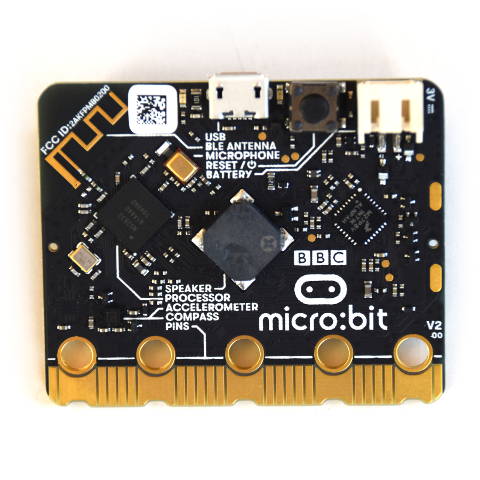 FCC ID:2AKFPMB0200
3V
USB
BLE ANTENNA
MICROPHONE
RESET /
BATTERY
BBC
SPEAKER
PROCESSOR
ACCELEROMETER
COMPASS
PINS
micro:bit
V2
.00